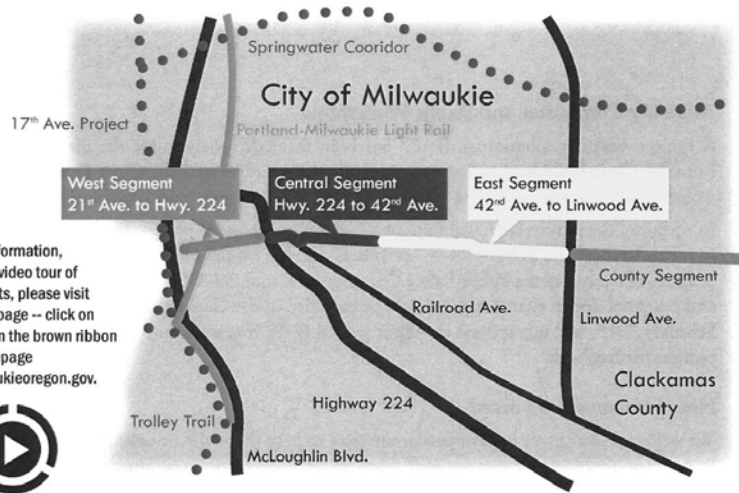 Springwater Cooridor
City of Milwaukie
17th Ave. Project
Portland-Milwaukie Light Rail
West Segment
21st Ave. to Hwy. 224
Central Segment
Hwy. 224 to 42nd Ave.
East Segment
42nd Ave. to Linwood Ave.
formation,
video tour of
ts, please visit
page -- click on
n the brown ribbon
page
ukieoregon.gov.
County Segment
Railroad Ave.
Linwood Ave.
Clackamas
County
Highway 224
Trolley Trail
McLoughlin Blvd.